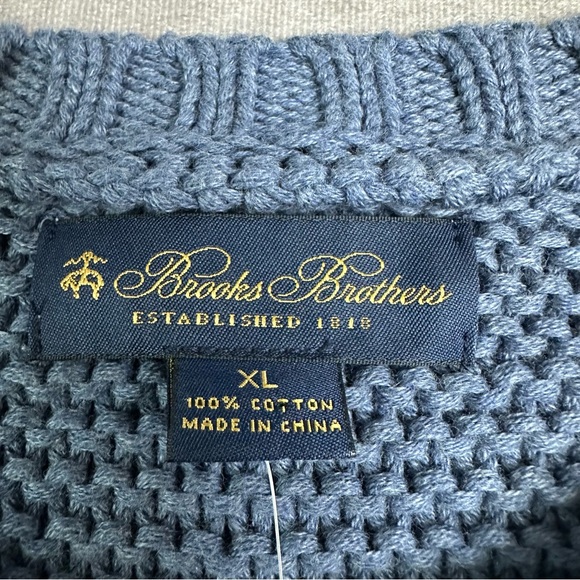 Brooks Brothers
ESTABLISHED 1818
XL
100% COTTON
MADE IN CHINA